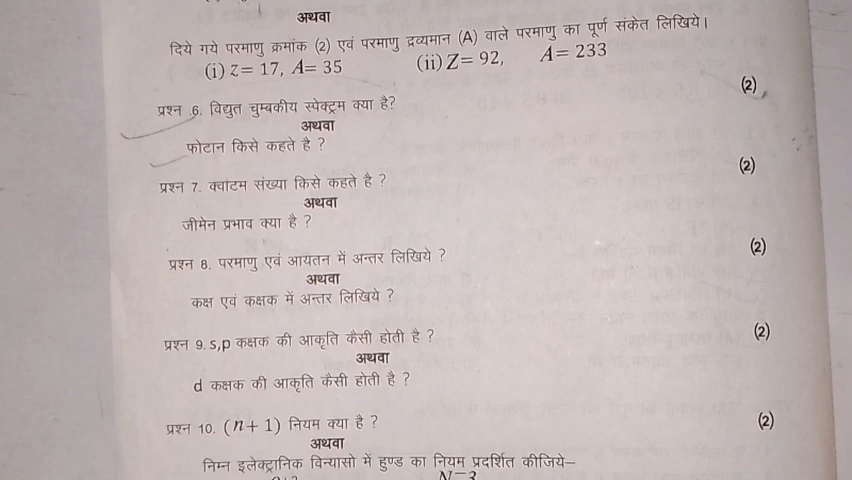 अथवा
दिये गये परमाणु क्रमांक (2) एवं परमाणु द्रव्यमान (A) वाले परमाणु का पूर्ण संकेत लिखिये।
(i) z= 17, A= 35 (ii) Z= 92, A= 233
(2)
प्रश्न .6. विद्युत चुम्बकीय स्पेक्ट्रम क्या है?
अथवा
फोटान किसे कहते है ?
(2)
प्रश्न 7. क्वांटम संख्या किसे कहते है ?
अथवा
जीमेन प्रभाव क्या है ?
(2)
प्रश्न 8. परमाणु एवं आयतन में अन्तर लिखिये ?
अथवा
कक्ष एवं कक्षक में अन्तर लिखिये ?
(2)
प्रश्न 9. s,p कक्षक की आकृति कैसी होती है ?
अथवा
d कक्षक की आकृति कैसी होती है ?
(2)
प्रश्न 10. (n+1) नियम क्या है ?
अथवा
निम्न इलेक्ट्रानिक विन्यासो में हुण्ड का नियम प्रदर्शित कीजिये–